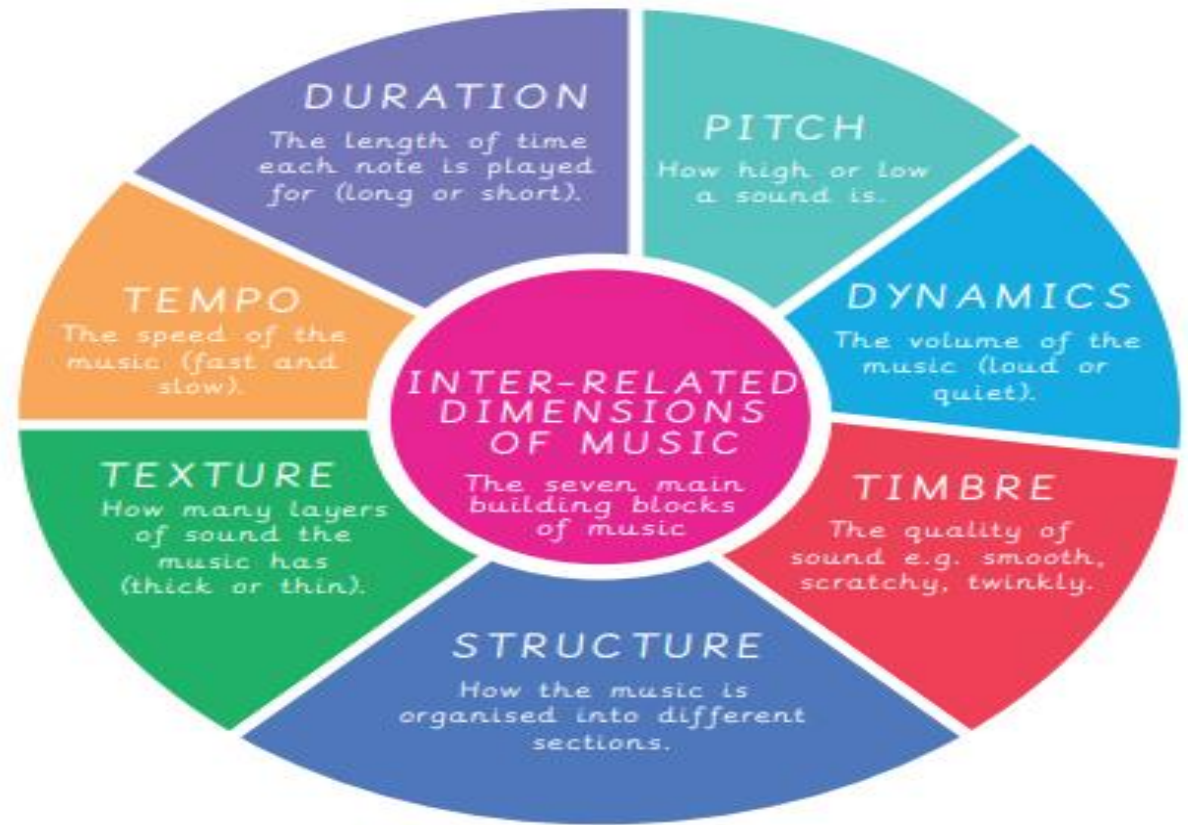 DURATION
The length of time
each note is played
for (long or short).
PITCH
How high or low
a sound is.
DYNAMICS
The volume of the
music (loud or
quiet).
TIMBRE
The quality of
sound e.g. smooth,
scratchy, twinkly.
STRUCTURE
How the music is
organised into different
sections.
TEXTURE
How many layers
of sound the
music has
(thick or thin).
TEMPO
The speed of the
music (fast and
slow).
INTER-RELATED
DIMENSIONS
OF MUSIC
The seven main
building blocks
of music